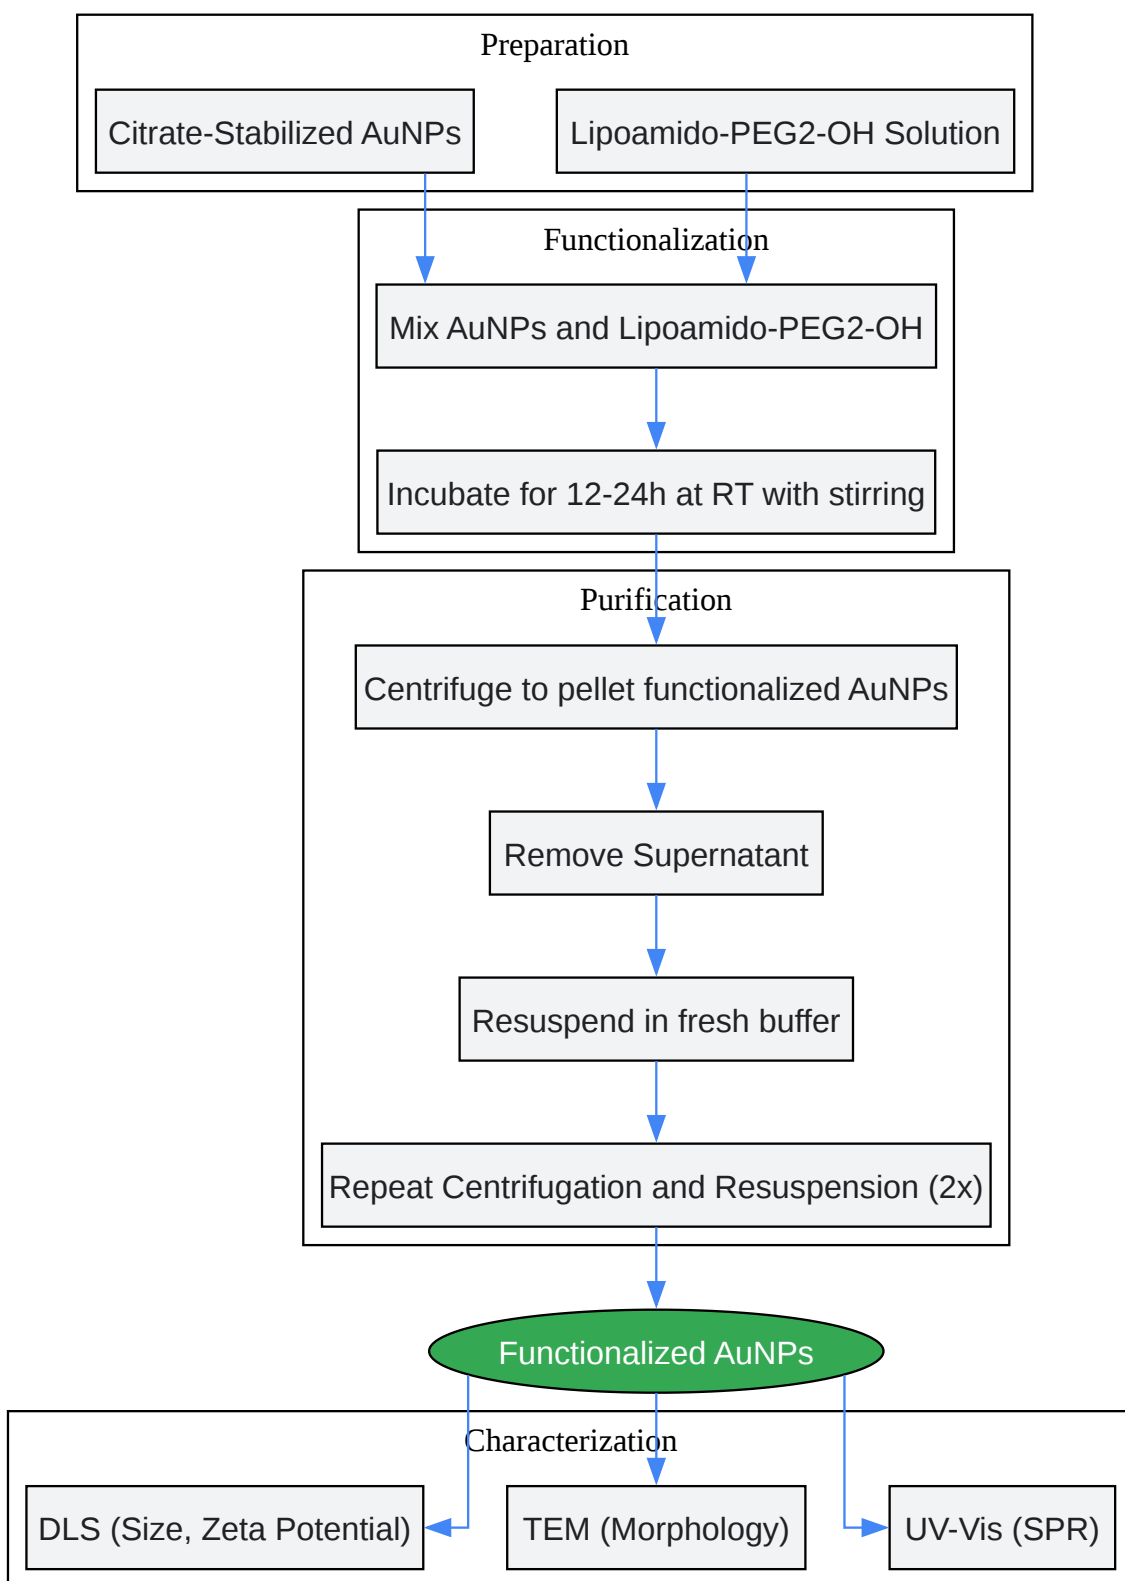 Preparation
Citrate-Stabilized AuNPs
Lipoamido-PEG2-OH Solution
Functionalization
Mix AuNPs and Lipoamido-PEG2-OH
Incubate for 12-24h at RT with stirring
Purification
Centrifuge to pellet functionalized AuNPs
Remove Supernatant
Resuspend in fresh buffer
Repeat Centrifugation and Resuspension (2x)
Functionalized AuNPs
Characterization
DLS (Size, Zeta Potential)
TEM (Morphology)
UV-Vis (SPR)